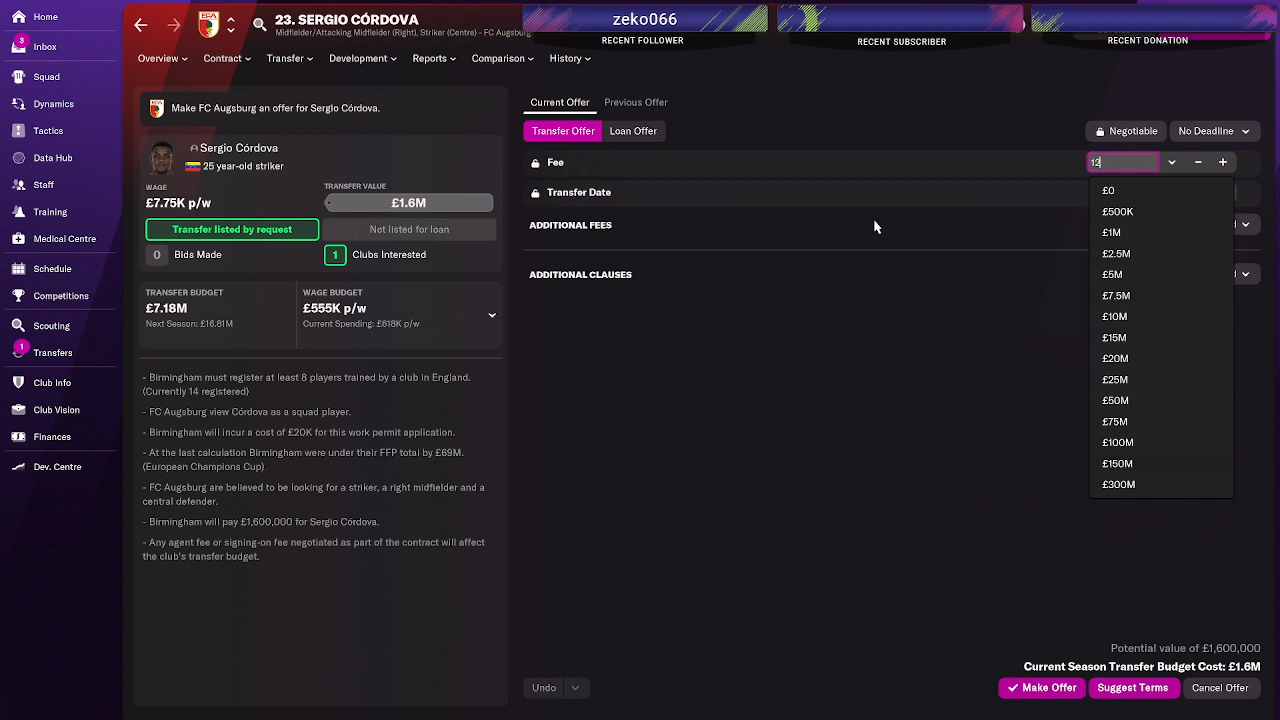 Home
3
Inbox
Squad
Dynamics
Tactics
Data Hub
Staff
Training
Medical Centre
Schedule
Competitions
Scouting
1
Transfers
Club Info
Club Vision
Finances
Dev. Centre
23. SERGIO CÓRDOVA
Midfielder/Attacking Midfielder (Right), Striker (Centre) - FC Augsburg
zeko066
RECENT FOLLOWER
RECENT SUBSCRIBER
RECENT DONATION
Overview
Contract
Transfer
Development
Reports
Comparison
History
Make FC Augsburg an offer for Sergio Córdova.
Sergio Córdova
25 year-old striker
WAGE
£7.75K p/w
TRANSFER VALUE
£1.6M
Transfer listed by request
Not listed for loan
0 Bids Made
1 Clubs Interested
TRANSFER BUDGET
£7.18M
Next Season: £16.81M
WAGE BUDGET
£555K p/w
Current Spending: £618K p/w
- Birmingham must register at least 8 players trained by a club in England.
(Currently 14 registered)
- FC Augsburg view Córdova as a squad player.
- Birmingham will incur a cost of £20K for this work permit application.
- At the last calculation Birmingham were under their FFP total by £69M.
(European Champions Cup)
- FC Augsburg are believed to be looking for a striker, a right midfielder and a
central defender.
- Birmingham will pay £1,600,000 for Sergio Córdova.
- Any agent fee or signing-on fee negotiated as part of the contract will affect
the club's transfer budget.
Current Offer
Previous Offer
Transfer Offer
Loan Offer
Negotiable
No Deadline
Fee
12
Transfer Date
ADDITIONAL FEES
ADDITIONAL CLAUSES
£0
£500K
£1M
£2.5M
£5M
£7.5M
£10M
£15M
£20M
£25M
£50M
£75M
£100M
£150M
£300M
Potential value of £1,600,000
Current Season Transfer Budget Cost: £1.6M
Undo
Make Offer
Suggest Terms
Cancel Offer